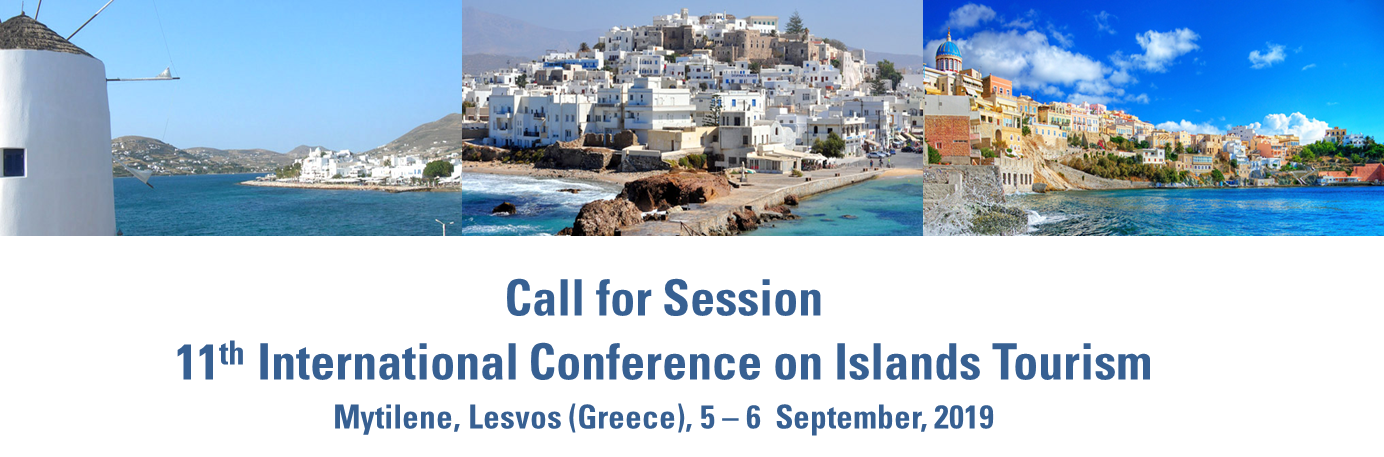 Call for Session
11th International Conference on Islands Tourism
Mytilene, Lesvos (Greece), 5 – 6 September, 2019